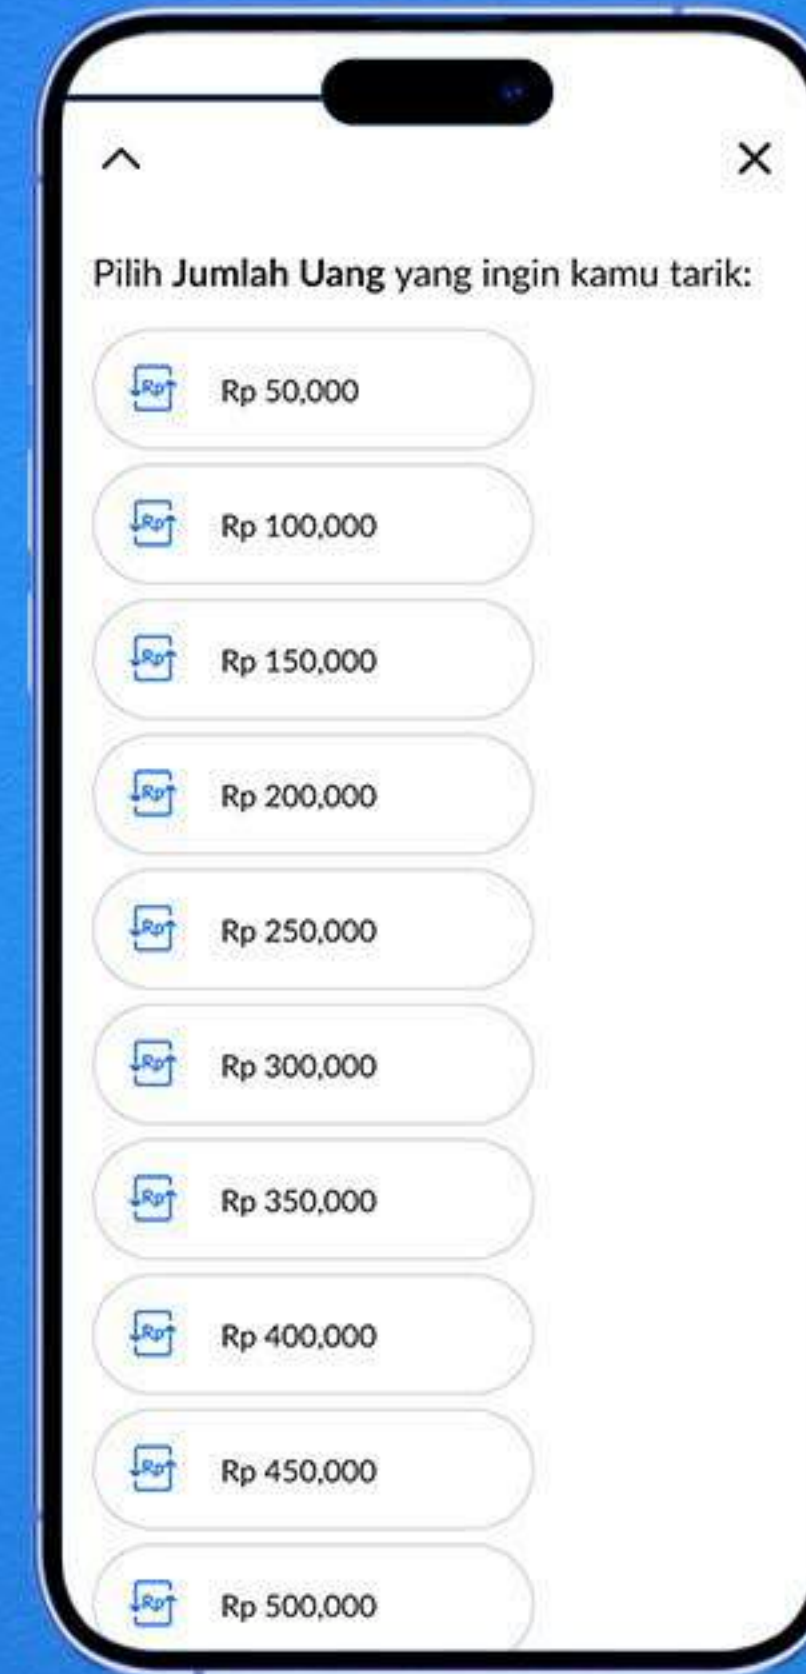 Pilih Jumlah Uang yang ingin kamu tarik:
Rp 50,000
Rp 100,000
Rp 150,000
Rp 200,000
Rp 250,000
Rp 300,000
Rp 350,000
Rp 400,000
Rp 450,000
Rp 500,000